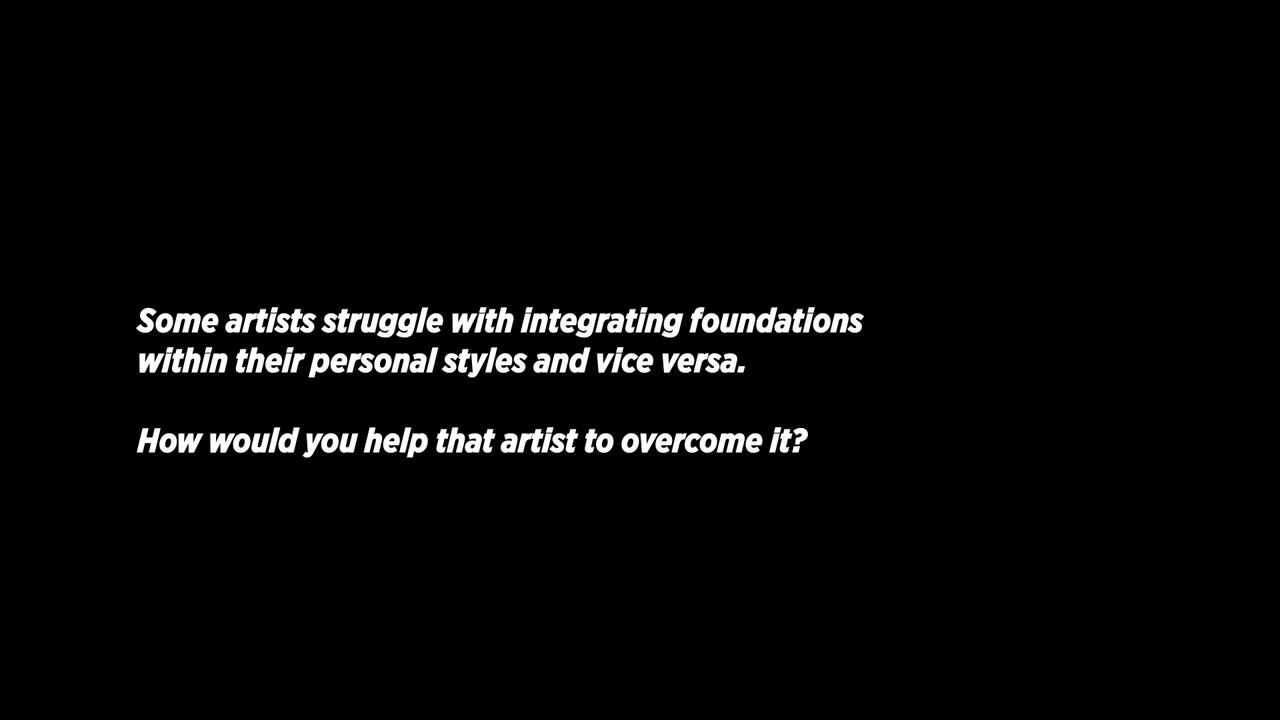 Some artists struggle with integrating foundations
within their personal styles and vice versa.
How would you help that artist to overcome it?